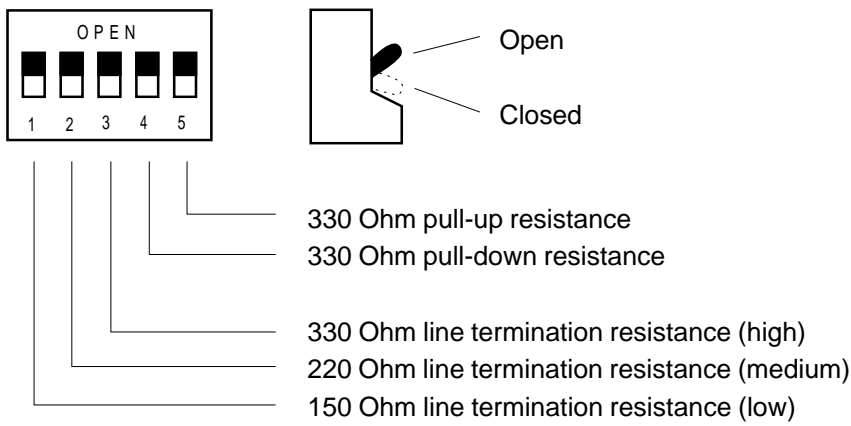 OPEN
1 2 3 4 5
Open
Closed
330 Ohm pull-up resistance
330 Ohm pull-down resistance
330 Ohm line termination resistance (high)
220 Ohm line termination resistance (medium)
150 Ohm line termination resistance (low)